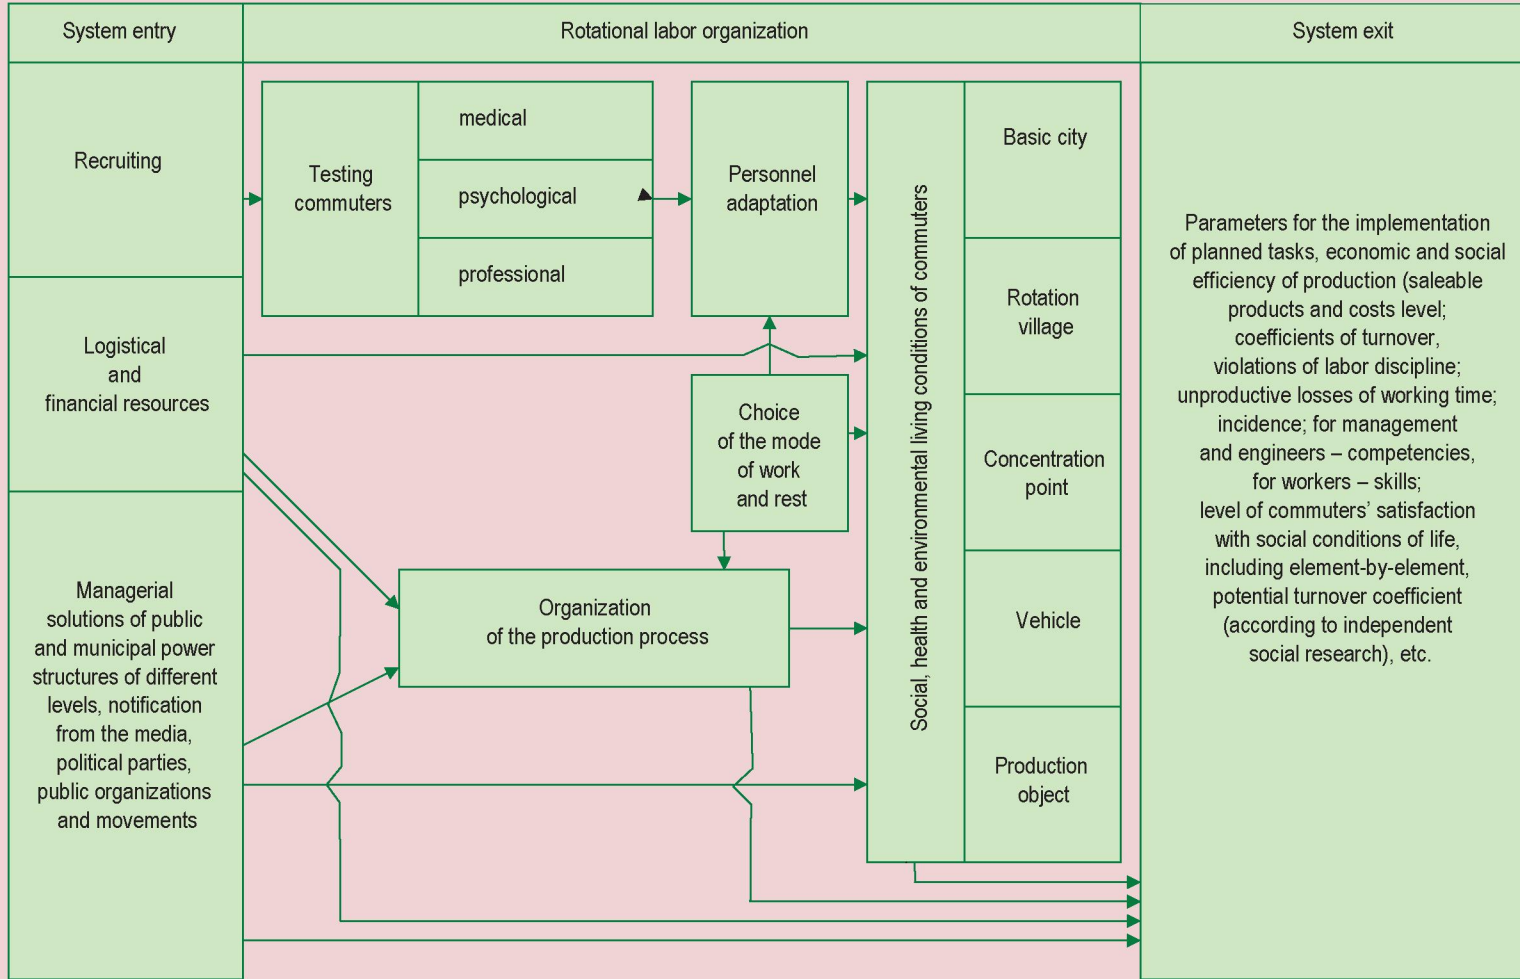 System entry
Rotational labor organization
System exit
Recruiting
Logistical
and
financial resources
Managerial
solutions of public
and municipal power
structures of different
levels, notification
from the media,
political parties,
public organizations
and movements
Testing
commuters
medical
psychological
professional
Personnel
adaptation
Choice
of the mode
of work
and rest
Organization
of the production process
Social, health and environmental living conditions of commuters
Basic city
Rotation
village
Concentration
point
Vehicle
Production
object
Parameters for the implementation
of planned tasks, economic and social
efficiency of production (saleable
products and costs level;
coefficients of turnover,
violations of labor discipline;
unproductive losses of working time;
incidence; for management
and engineers – competencies,
for workers – skills;
level of commuters’ satisfaction
with social conditions of life,
including element-by-element,
potential turnover coefficient
(according to independent
social research), etc.